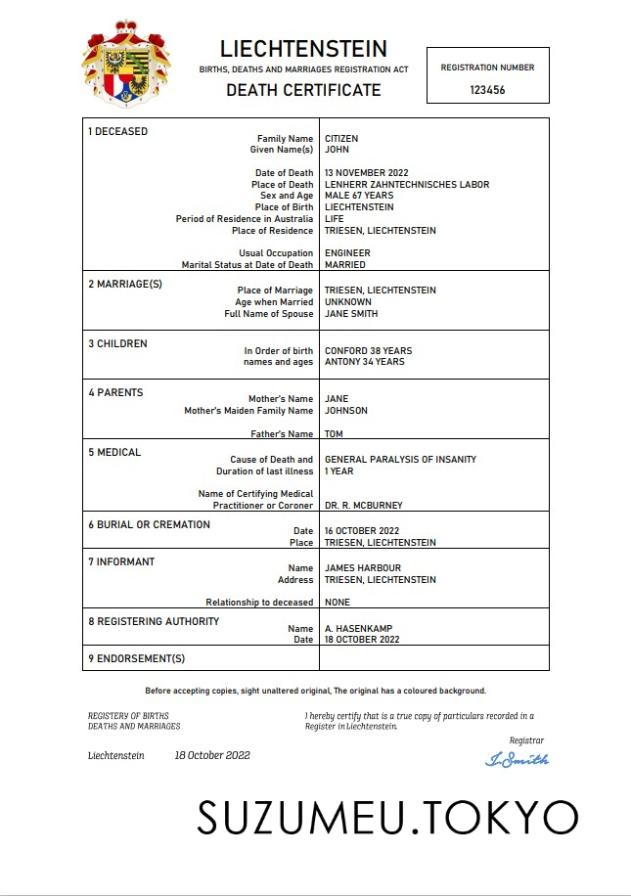 LIECHTENSTEIN
BIRTHS, DEATHS AND MARRIAGES REGISTRATION ACT
DEATH CERTIFICATE
REGISTRATION NUMBER
123456
1 DECEASED
Family Name CITIZEN
Given Name(s) JOHN
Date of Death 13 NOVEMBER 2022
Place of Death LENHERR ZAHNTECHNISCHES LABOR
Sex and Age MALE 67 YEARS
Place of Birth LIECHTENSTEIN
Period of Residence in Australia LIFE
Place of Residence TRIESEN, LIECHTENSTEIN
Usual Occupation ENGINEER
Marital Status at Date of Death MARRIED
2 MARRIAGE(S)
Place of Marriage TRIESEN, LIECHTENSTEIN
Age when Married UNKNOWN
Full Name of Spouse JANE SMITH
3 CHILDREN
In Order of birth CONFORD 38 YEARS
names and ages ANTONY 34 YEARS
4 PARENTS
Mother's Name JANE
Mother's Maiden Family Name JOHNSON
Father's Name TOM
5 MEDICAL
Cause of Death and GENERAL PARALYSIS OF INSANITY
Duration of last illness 1 YEAR
Name of Certifying Medical
Practitioner or Coroner DR. R. MCBURNEY
6 BURIAL OR CREMATION
Date 16 OCTOBER 2022
Place TRIESEN, LIECHTENSTEIN
7 INFORMANT
Name JAMES HARBOUR
Address TRIESEN, LIECHTENSTEIN
Relationship to deceased NONE
8 REGISTERING AUTHORITY
Name A. HASENKAMP
Date 18 OCTOBER 2022
9 ENDORSEMENT(S)
Before accepting copies, sight unaltered original, The original has a coloured background.
REGISTERY OF BIRTHS
DEATHS AND MARRIAGES
I hereby certify that is a true copy of particulars recorded in a
Register in Liechtenstein.
Registrar
Liechtenstein 18 October 2022
I. Smith
SUZUMEU.TOKYO